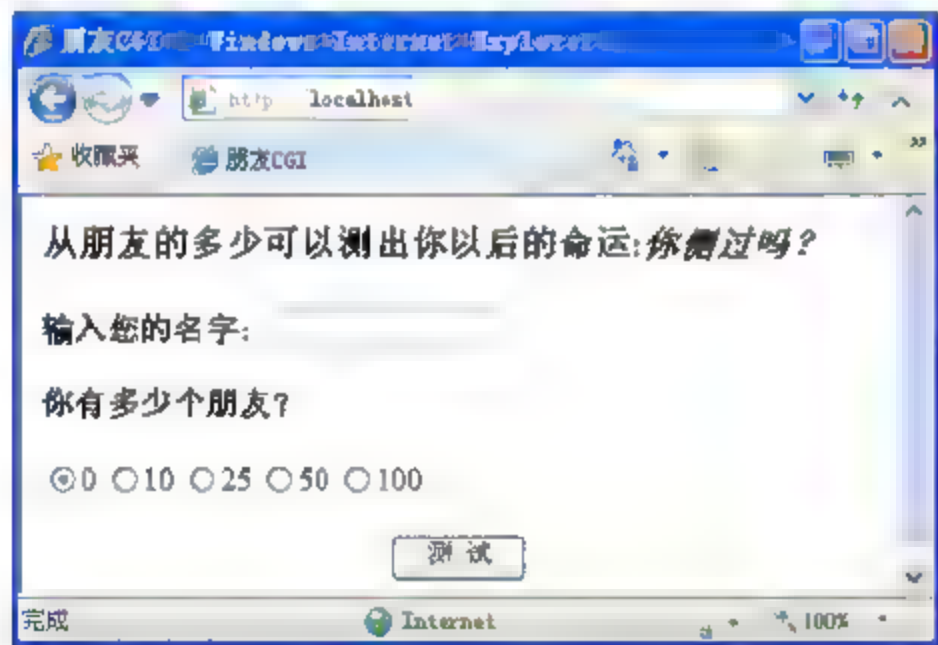 朋友CGI - Windows Internet Explorer
http localhost
收藏夹 朋友CGI
从朋友的多少可以测出你以后的命运:你测过吗?
输入您的名字:
你有多少个朋友?
0 10 25 50 100
测 试
完成 Internet 100%